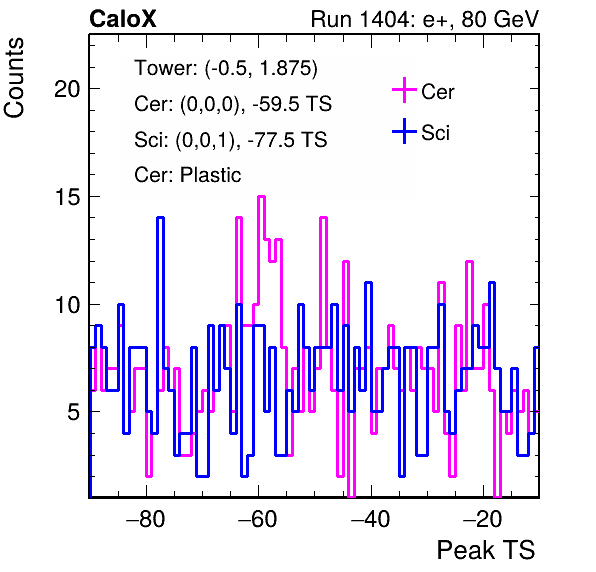 CaloX
Run 1404: e+, 80 GeV
Counts
Tower: (-0.5, 1.875)
Cer: (0,0,0), -59.5 TS
Sci: (0,0,1), -77.5 TS
Cer: Plastic
Cer
Sci
20
15
10
5
−80
−60
−40
−20
Peak TS